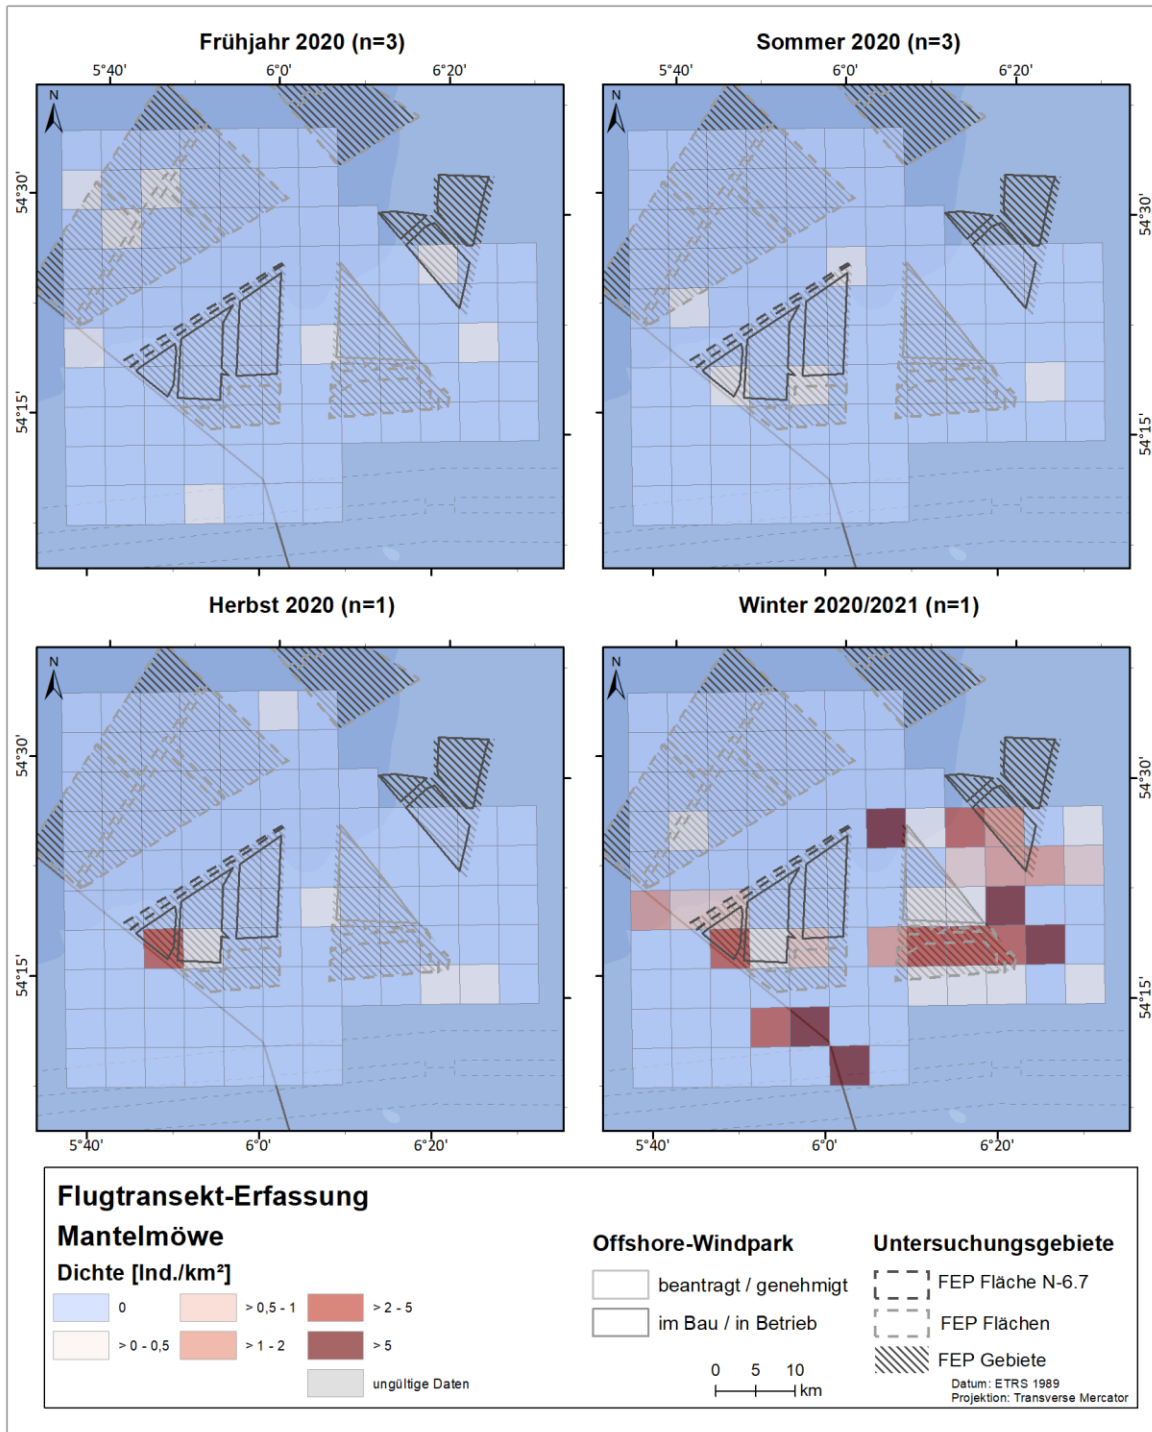 Frühjahr 2020 (n=3)
Sommer 2020 (n=3)
5°40'
6°0'
6°20'
5°40'
6°0'
6°20'
N
N
54°30'
54°30'
54°15'
54°15'
Herbst 2020 (n=1)
Winter 2020/2021 (n=1)
N
N
54°30'
54°30'
54°15'
54°15'
5°40'
6°0'
6°20'
5°40'
6°0'
6°20'
Flugtransekt-Erfassung
Mantelmöwe
Dichte [Ind./km²]
0
> 0,5 - 1
> 2 - 5
> 0 - 0,5
> 1 - 2
> 5
ungültige Daten
Offshore-Windpark
beantragt / genehmigt
im Bau / in Betrieb
0 5 10
km
Untersuchungsgebiete
FEP Fläche N-6.7
FEP Flächen
FEP Gebiete
Datum: ETRS 1989
Projektion: Transverse Mercator